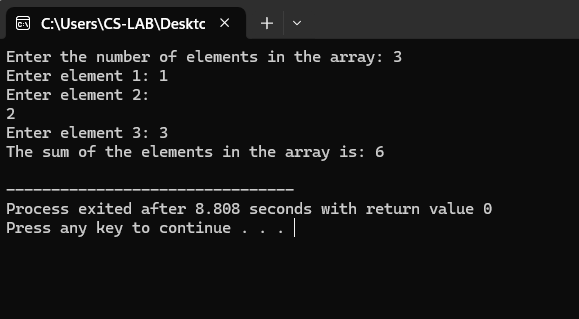 C:\Users\CS-LAB\Desktc
Enter the number of elements in the array: 3
Enter element 1: 1
Enter element 2:
2
Enter element 3: 3
The sum of the elements in the array is: 6
--------------------------------
Process exited after 8.808 seconds with return value 0
Press any key to continue . . .